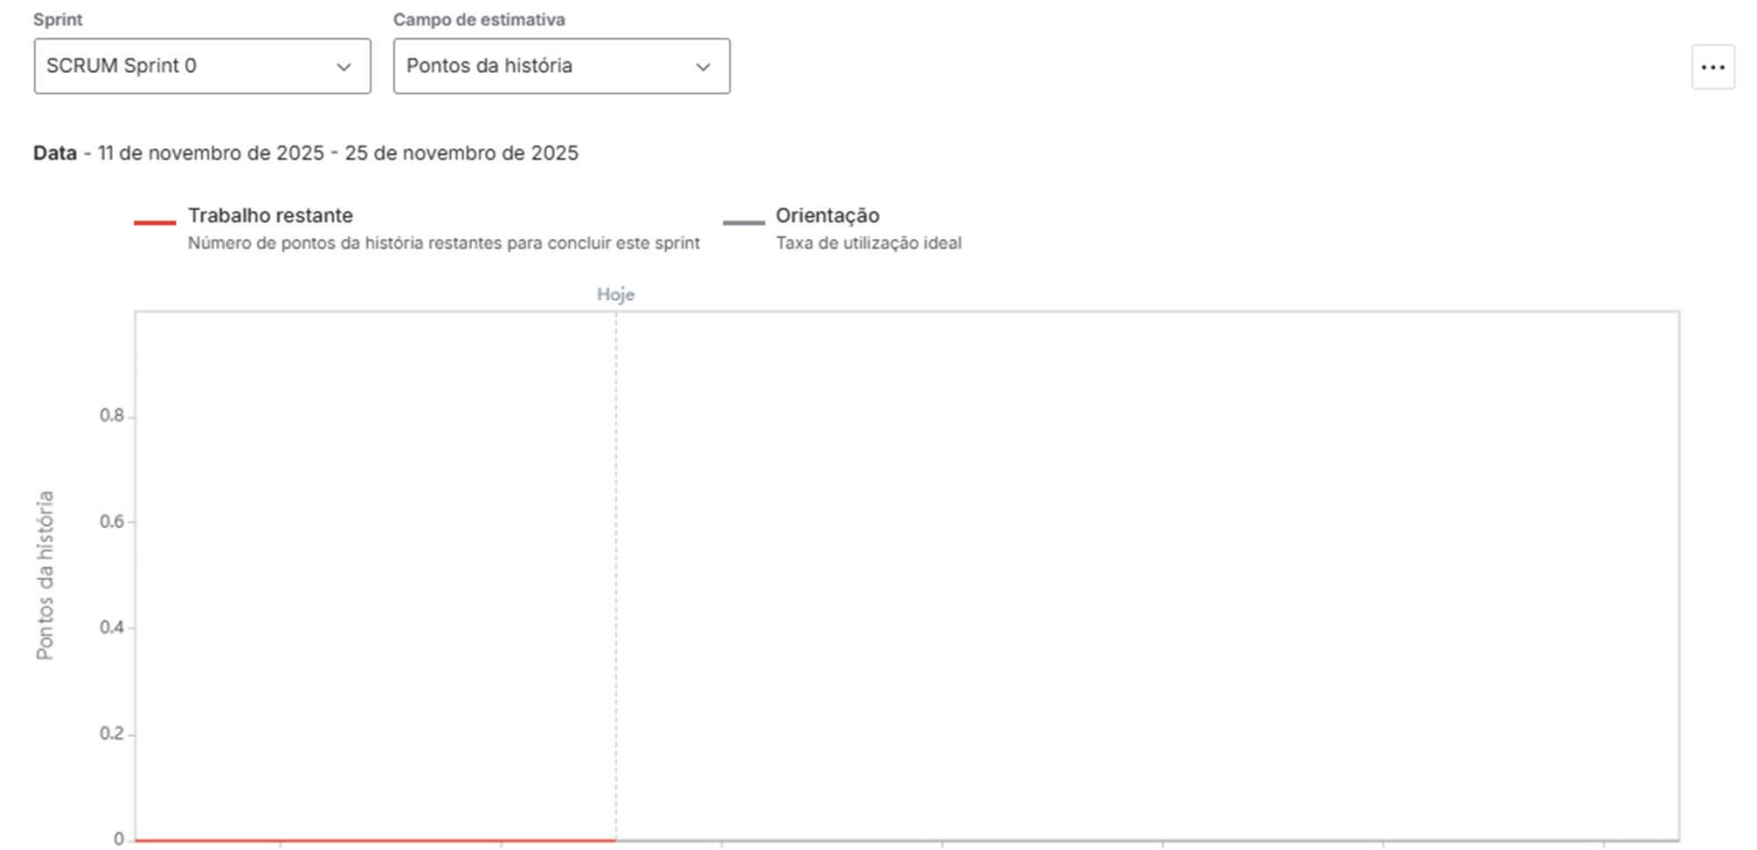 Sprint
Campo de estimativa
SCRUM Sprint 0
Pontos da história
Data - 11 de novembro de 2025 - 25 de novembro de 2025
Trabalho restante
Número de pontos da história restantes para concluir este sprint
Orientação
Taxa de utilização ideal
Hoje
Pontos da história
0.8
0.6
0.4
0.2
0